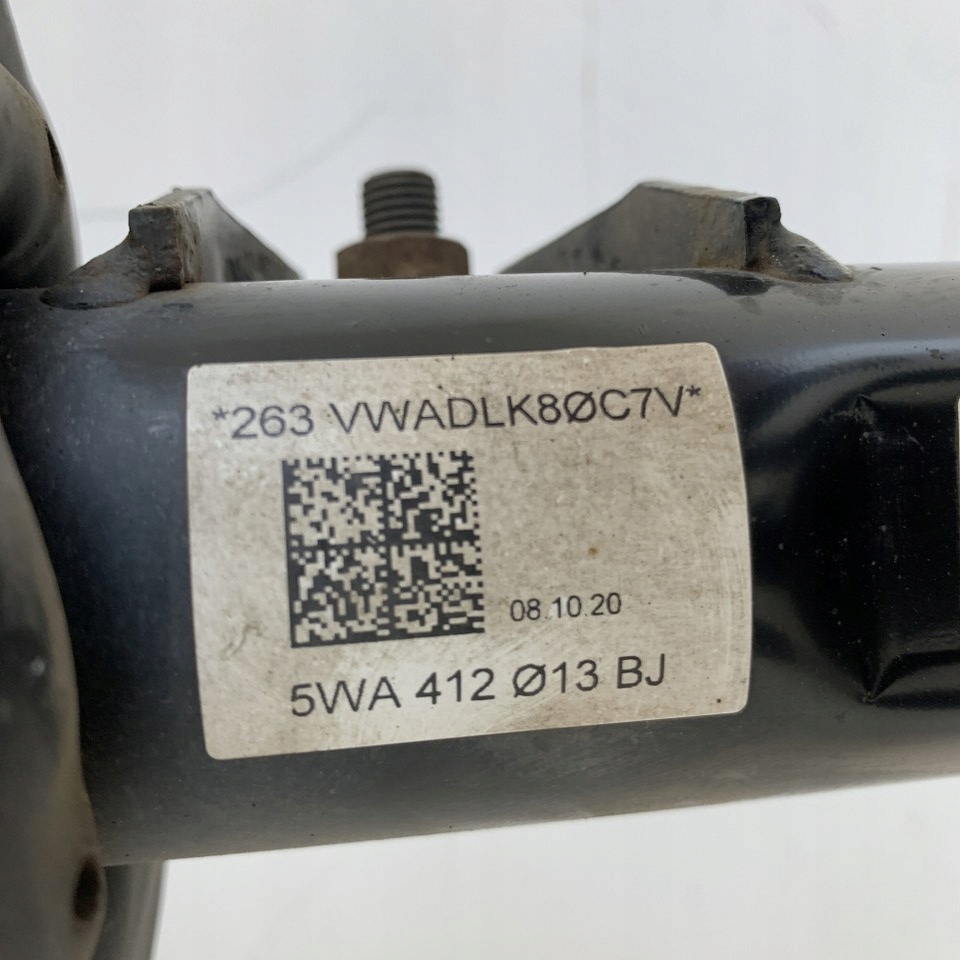 *263 VWADLK8ØC7V*
08.10.20
5WA 412 Ø13 BJ